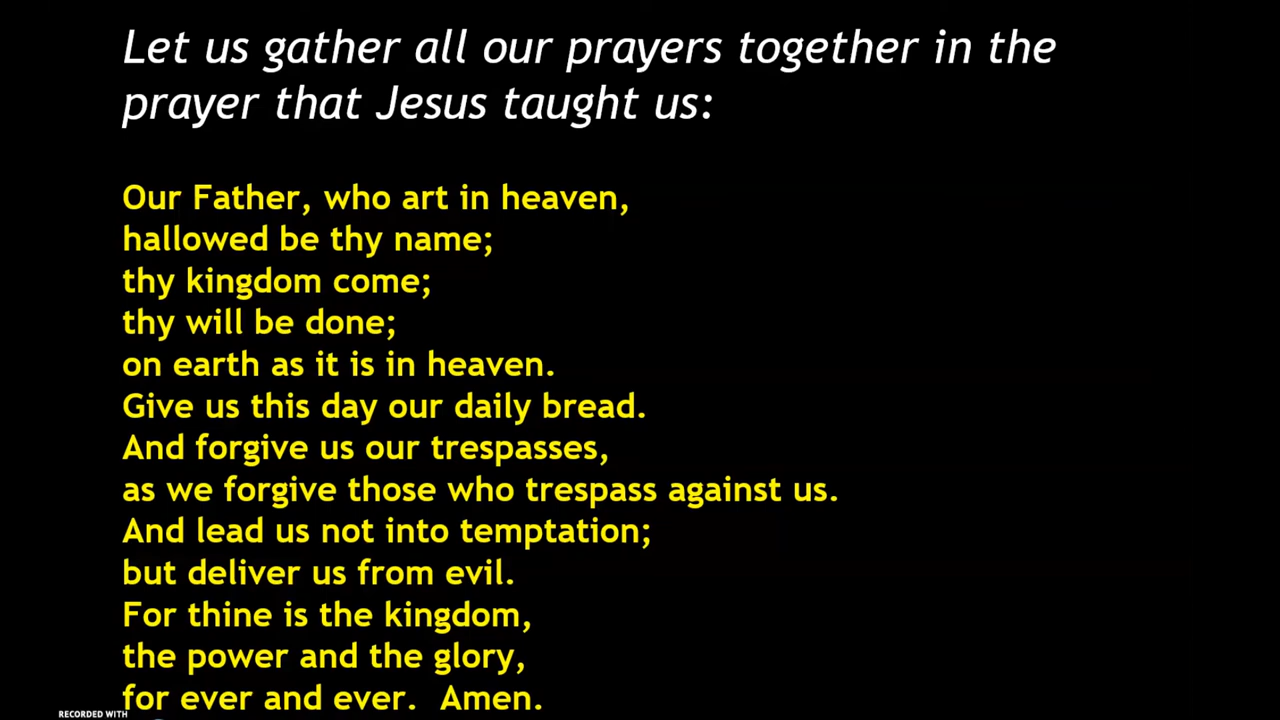 Let us gather all our prayers together in the
prayer that Jesus taught us:
Our Father, who art in heaven,
hallowed be thy name;
thy kingdom come;
thy will be done;
on earth as it is in heaven.
Give us this day our daily bread.
And forgive us our trespasses,
as we forgive those who trespass against us.
And lead us not into temptation;
but deliver us from evil.
For thine is the kingdom,
the power and the glory,
for ever and ever.  Amen.
RECORDED WITH